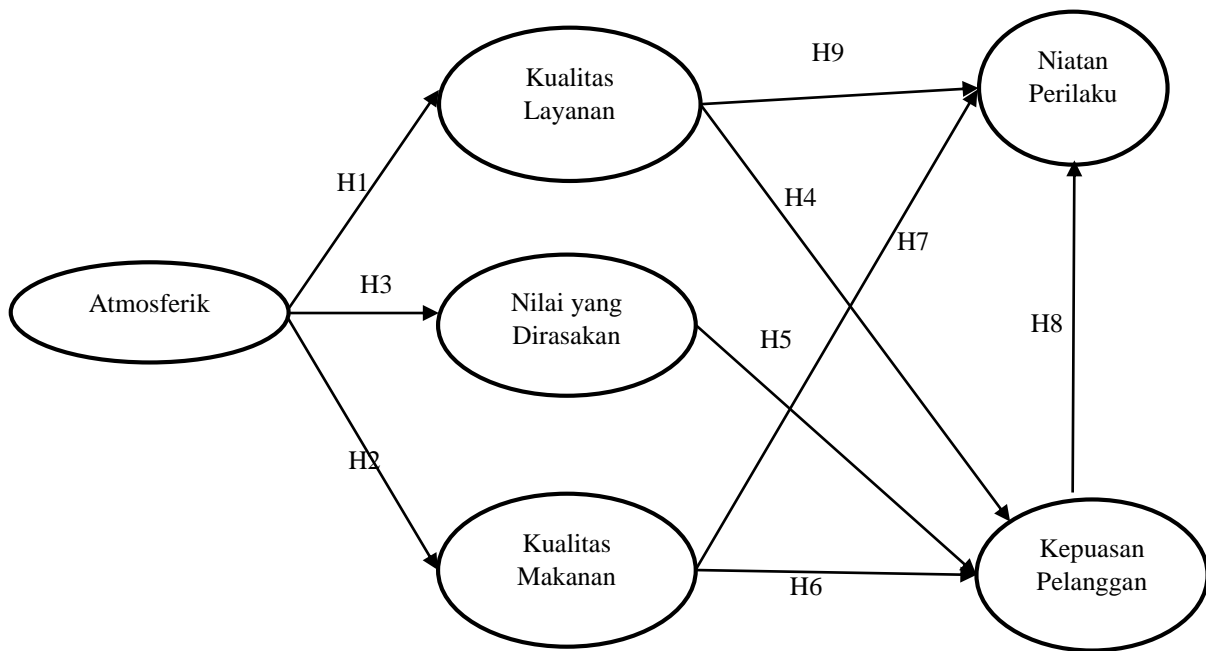 H9
Niatan
Perilaku
Kualitas
Layanan
H1
H4
H7
Atmosferik
H3
Nilai yang
Dirasakan
H5
H8
H2
Kualitas
Makanan
H6
Kepuasan
Pelanggan